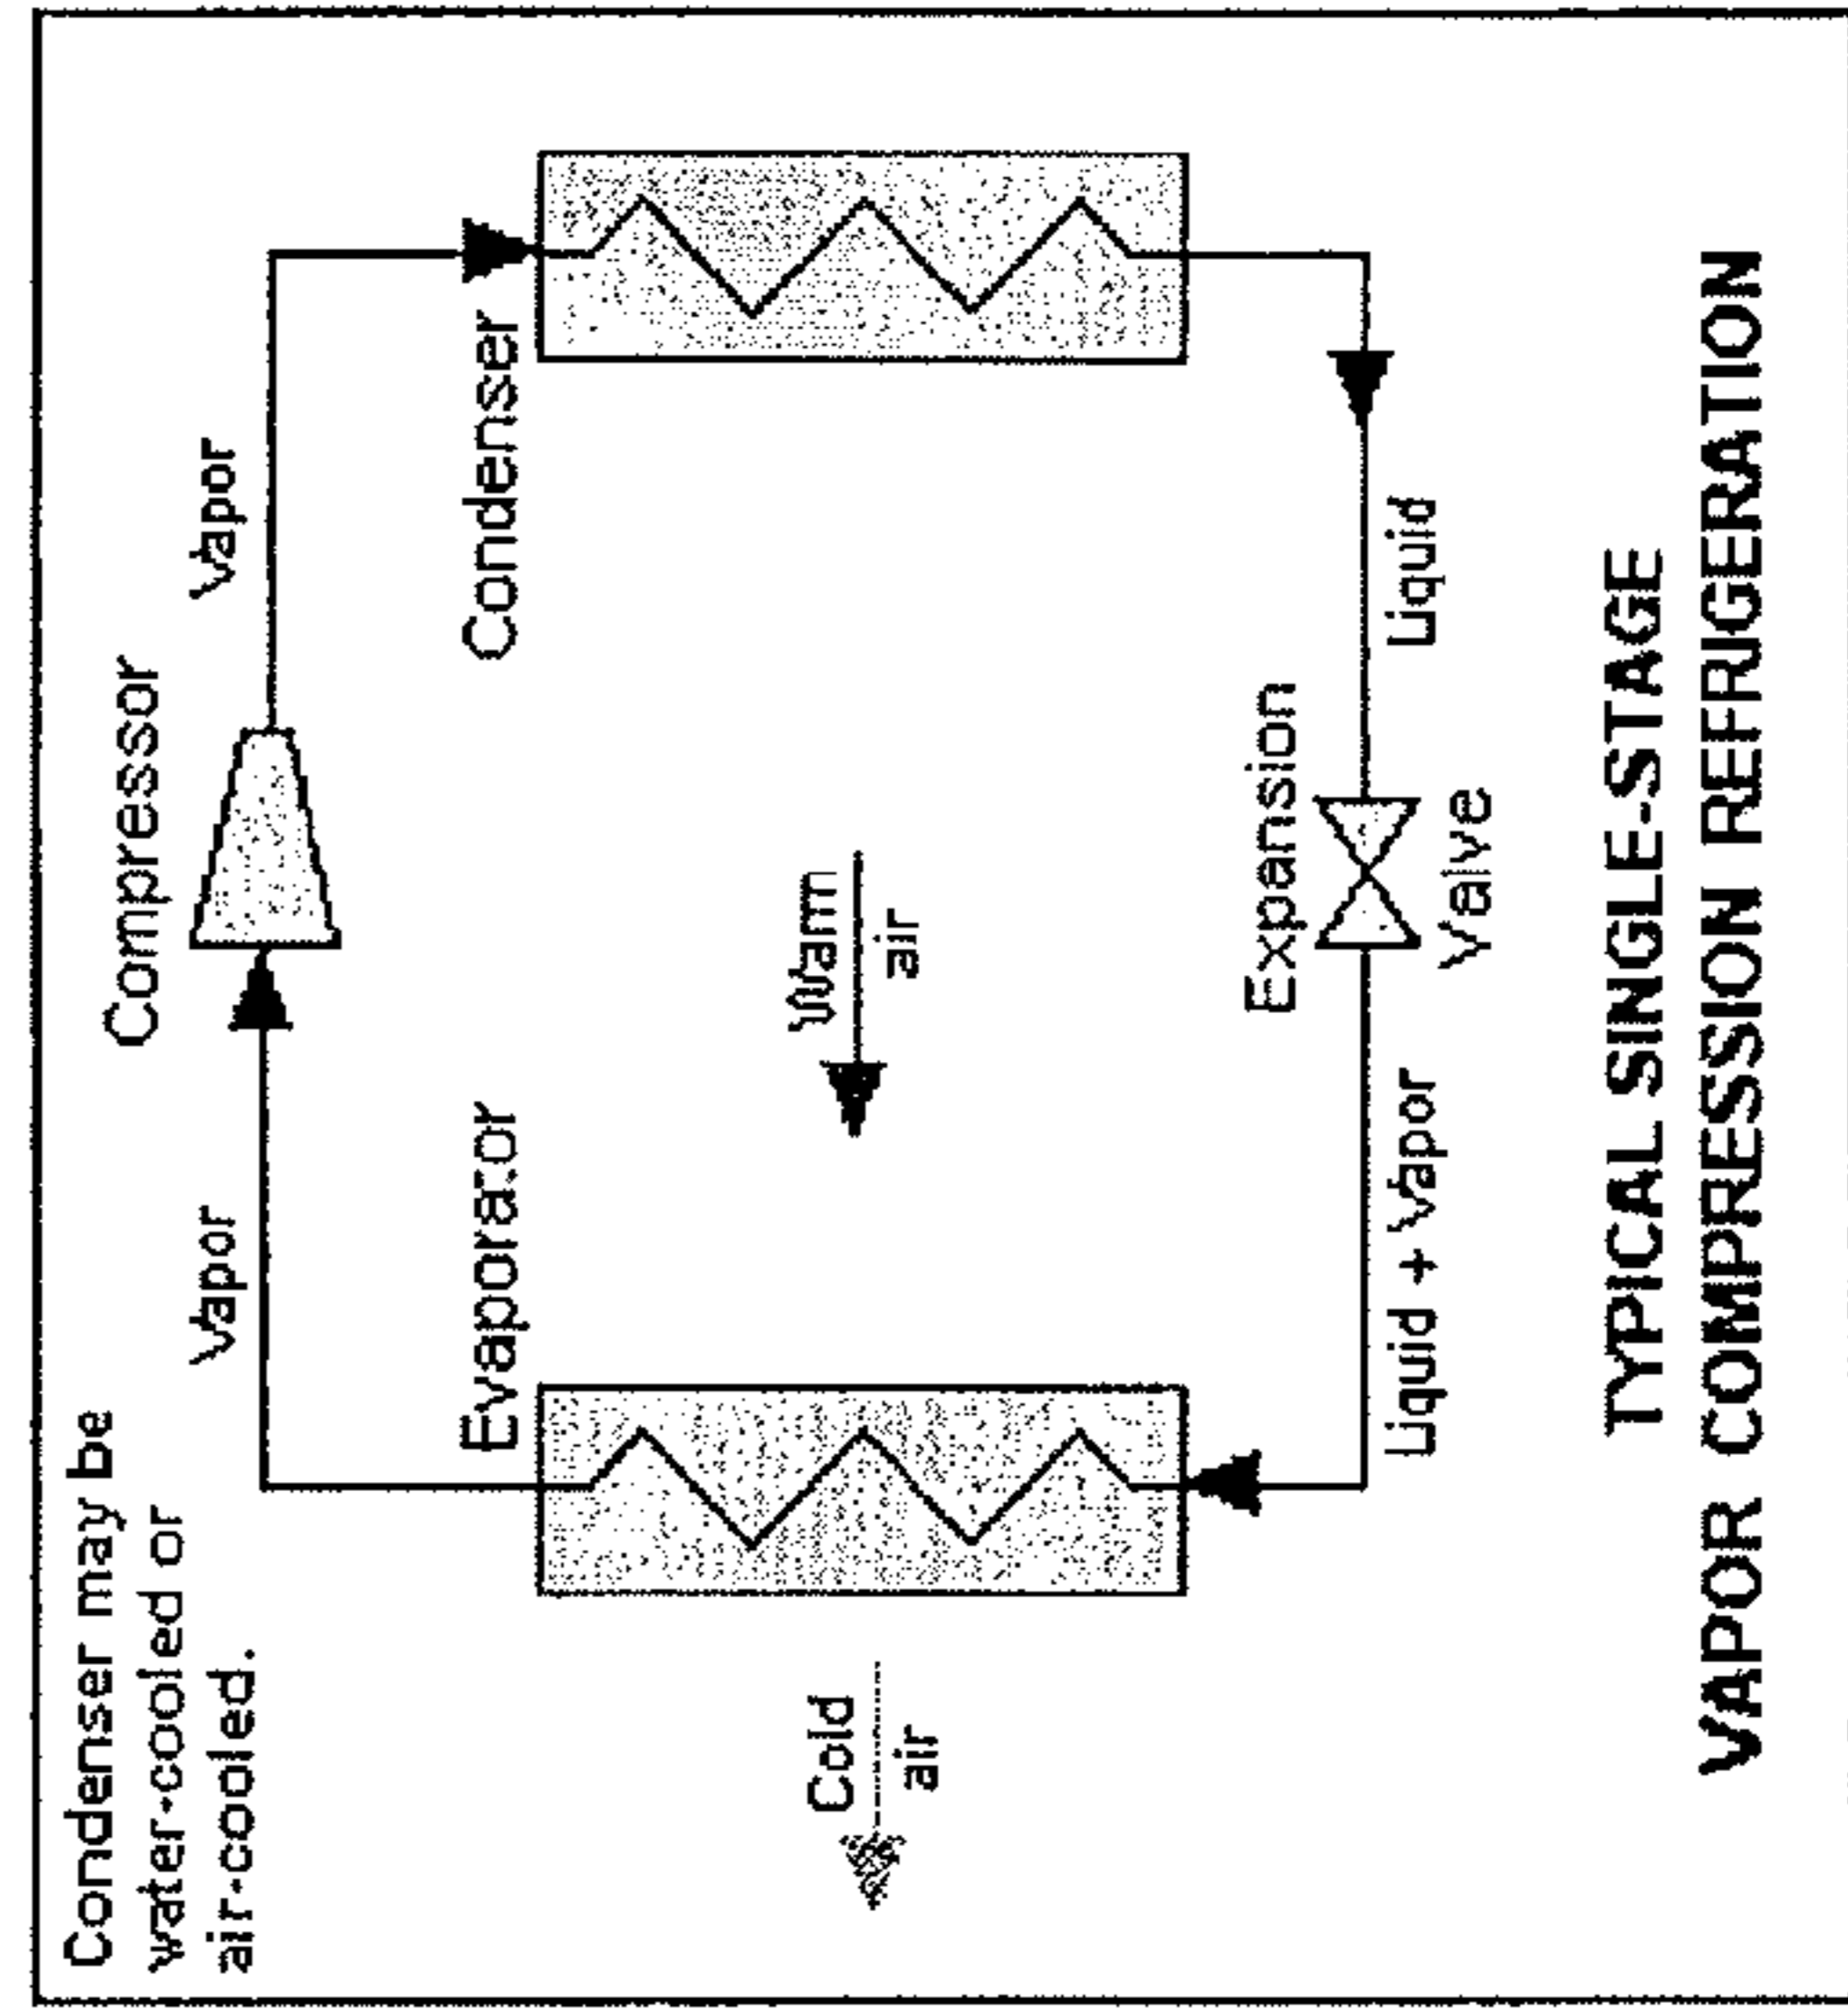 Condenser may be
water-cooled or
air-cooled.
Compressor
Vapor
Vapor
Evaporator
Condenser
Warm
air
Cold
air
Expansion
Valve
Liquid + Vapor
Liquid
TYPICAL SINGLE-STAGE
VAPOR COMPRESSION REFRIGERATION